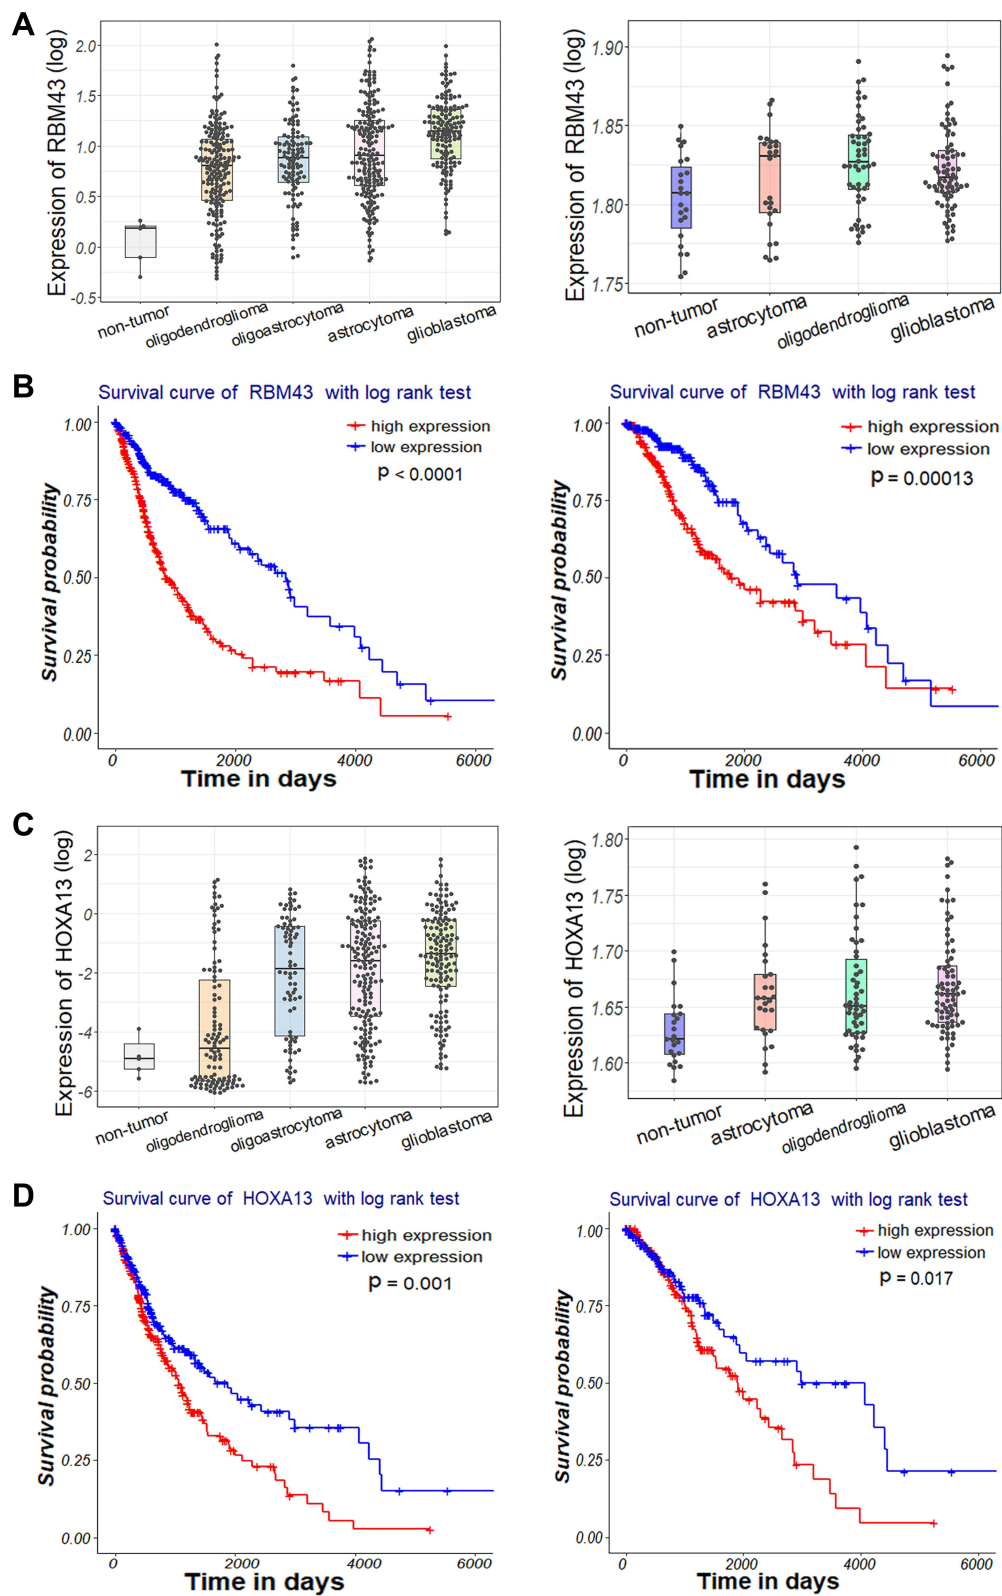 A
Expression of RBM43 (log)
2.0
1.5
1.0
0.5
0.0
-0.5
non-tumor
oligodendroglioma
oligoastrocytoma
astrocytoma
glioblastoma
Expression of RBM43 (log)
1.90
1.85
1.80
1.75
non-tumor
astrocytoma
oligodendroglioma
glioblastoma
B
Survival curve of RBM43 with log rank test
high expression
low expression
p < 0.0001
Survival probability
1.00
0.75
0.50
0.25
0.00
0
2000
4000
6000
Time in days
Survival curve of RBM43 with log rank test
high expression
low expression
p = 0.00013
Survival probability
1.00
0.75
0.50
0.25
0.00
0
2000
4000
6000
Time in days
C
Expression of HOXA13 (log)
2
0
-2
-4
-6
non-tumor
oligodendroglioma
oligoastrocytoma
astrocytoma
glioblastoma
Expression of HOXA13 (log)
1.80
1.75
1.70
1.65
1.60
non-tumor
astrocytoma
oligodendroglioma
glioblastoma
D
Survival curve of HOXA13 with log rank test
high expression
low expression
p = 0.001
Survival probability
1.00
0.75
0.50
0.25
0.00
0
2000
4000
6000
Time in days
Survival curve of HOXA13 with log rank test
high expression
low expression
p = 0.017
Survival probability
1.00
0.75
0.50
0.25
0.00
0
2000
4000
6000
Time in days